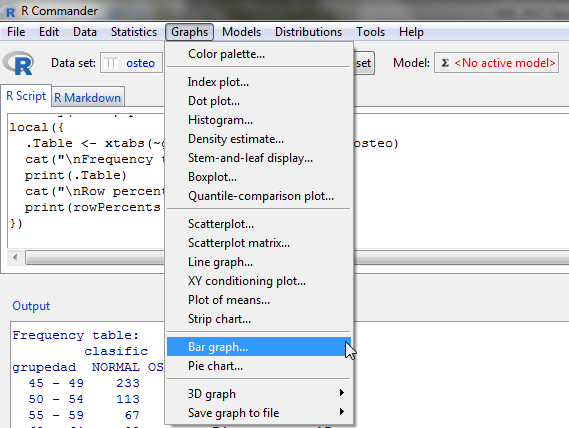 R Commander
File Edit Data Statistics Graphs Models Distributions Tools Help
Data set: osteo set Model: Σ <No active model>
R Script R Markdown
Color palette...
Index plot...
Dot plot...
Histogram...
Density estimate...
Stem-and-leaf display...
Boxplot...
Quantile-comparison plot...
Scatterplot...
Scatterplot matrix...
Line graph...
XY conditioning plot...
Plot of means...
Strip chart...
Bar graph...
Pie chart...
3D graph
Save graph to file
local({
.Table <- xtabs(~ osteo)
cat("\nFrequency t
print(.Table)
cat("\nRow percent
print(rowPercents
})
Output
Frequency table:
clasific
grupedad NORMAL OS
45 - 49 233
50 - 54 113
55 - 59 67